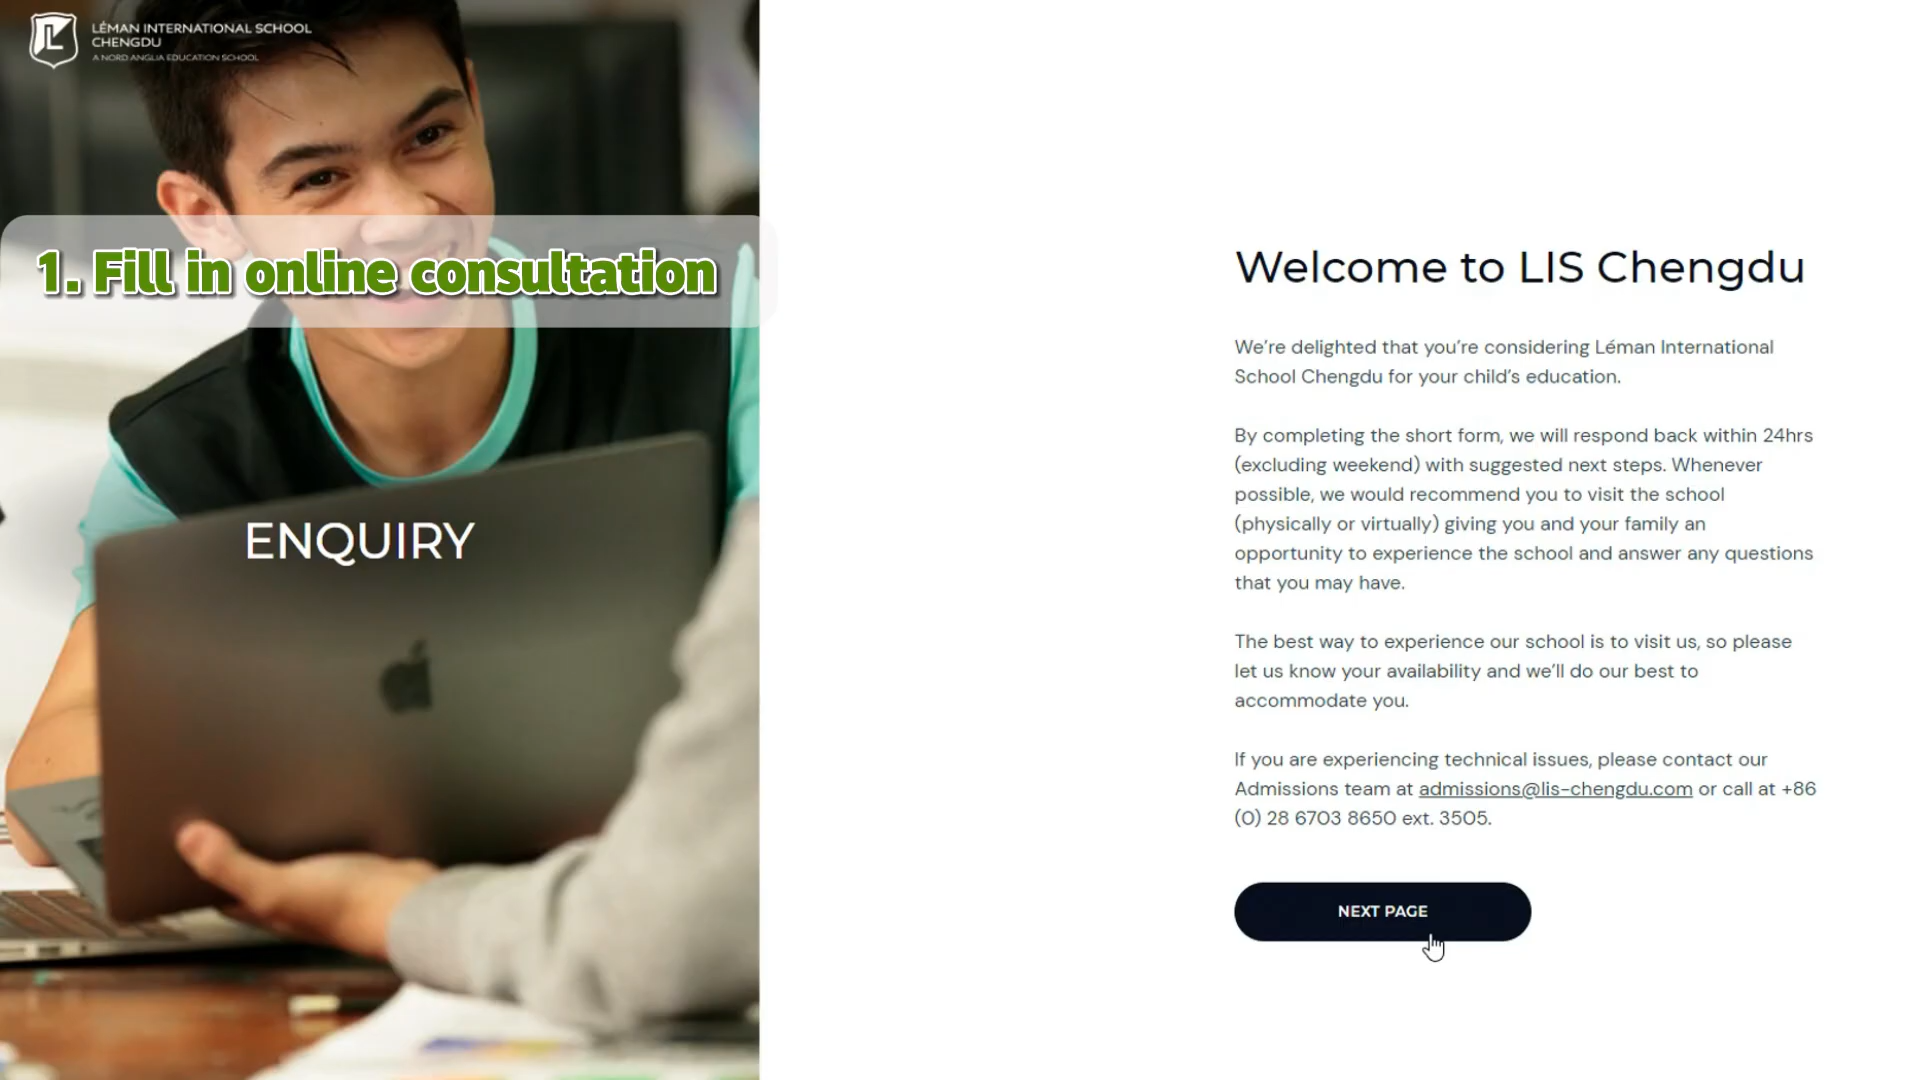 LÉMAN INTERNATIONAL SCHOOL
CHENGDU
A NORD ANGLIA EDUCATION SCHOOL
1. Fill in online consultation
ENQUIRY
Welcome to LIS Chengdu
We’re delighted that you’re considering Léman International
School Chengdu for your child’s education.
By completing the short form, we will respond back within 24hrs
(excluding weekend) with suggested next steps. Whenever
possible, we would recommend you to visit the school
(physically or virtually) giving you and your family an
opportunity to experience the school and answer any questions
that you may have.
The best way to experience our school is to visit us, so please
let us know your availability and we’ll do our best to
accommodate you.
If you are experiencing technical issues, please contact our
Admissions team at admissions@lis-chengdu.com or call at +86
(0) 28 6703 8650 ext. 3505.
NEXT PAGE